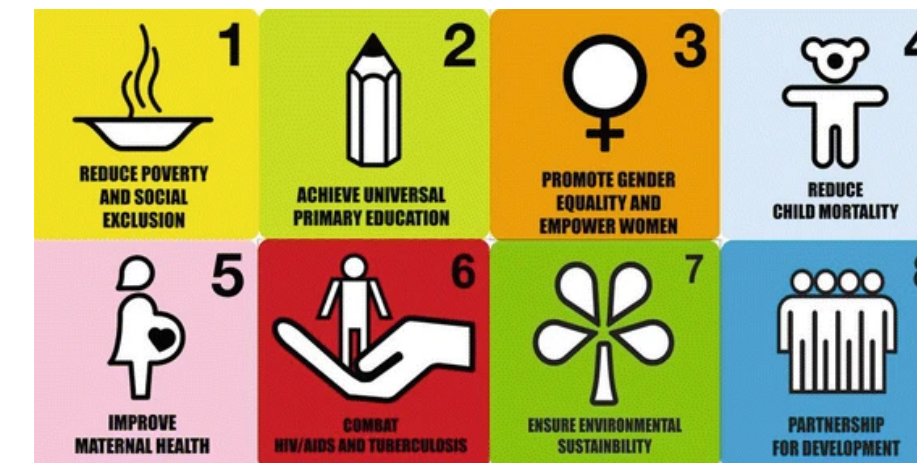 1
REDUCE POVERTY
AND SOCIAL
EXCLUSION
2
ACHIEVE UNIVERSAL
PRIMARY EDUCATION
3
PROMOTE GENDER
EQUALITY AND
EMPOWER WOMEN
4
REDUCE
CHILD MORTALITY
5
IMPROVE
MATERNAL HEALTH
6
COMBAT
HIV/AIDS AND TUBERCULOSIS
7
ENSURE ENVIRONMENTAL
SUSTAINBILITY
8
PARTNERSHIP
FOR DEVELOPMENT